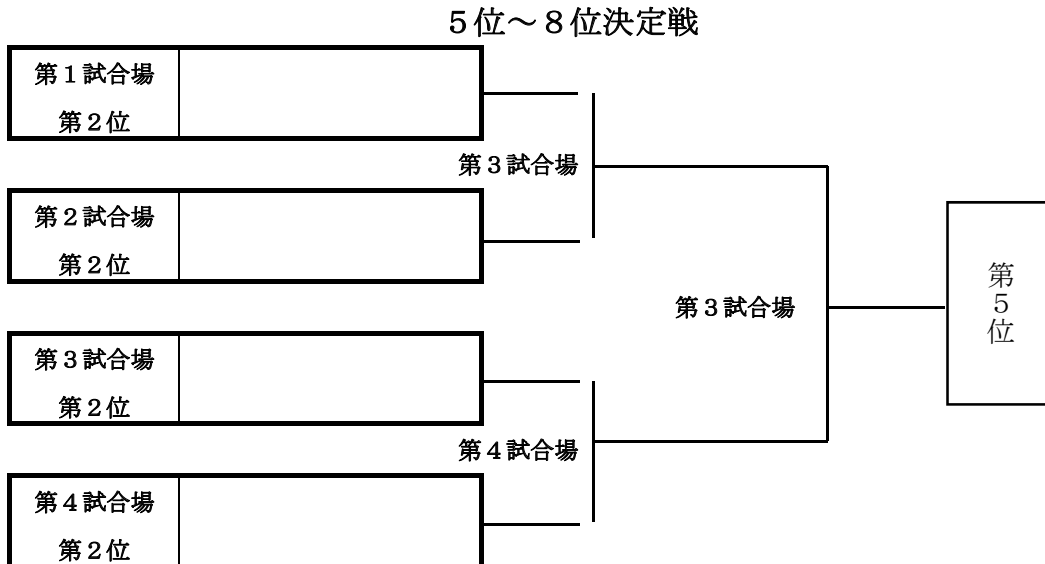 ５位～８位決定戦
第１試合場
第２位
第３試合場
第２試合場
第２位
第３試合場
第５位
第３試合場
第２位
第４試合場
第４試合場
第２位